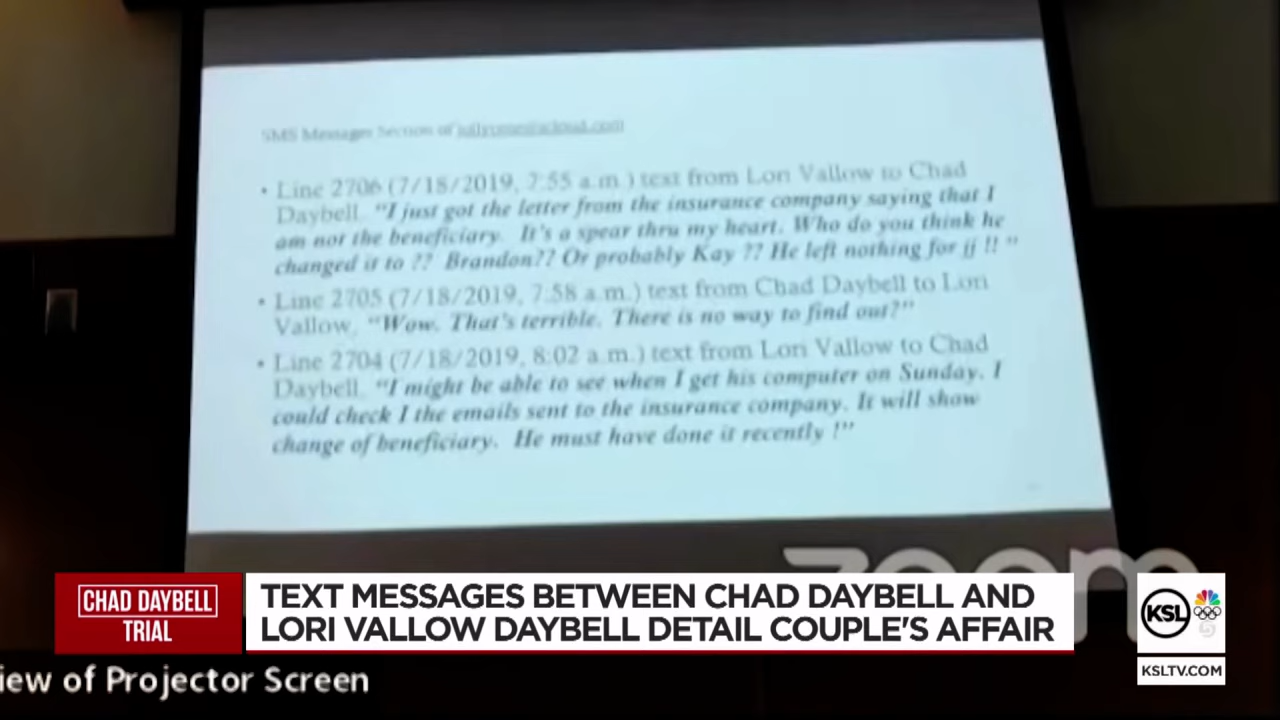 SMS Messages Section of
• Line 2706 (7/18/2019, 7:55 a.m.) text from Lori Vallow to Chad
Daybell, “I just got the letter from the insurance company saying that I
am not the beneficiary. It's a spear thru my heart. Who do you think he
changed it to ?? Brandon?? Or probably Kay ?? He left nothing for jj !! ”
• Line 2705 (7/18/2019, 7:58 a.m.) text from Chad Daybell to Lori
Vallow, “Wow. That's terrible. There is no way to find out?”
• Line 2704 (7/18/2019, 8:02 a.m.) text from Lori Vallow to Chad
Daybell, “I might be able to see when I get his computer on Sunday. I
could check I the emails sent to the insurance company. It will show
change of beneficiary. He must have done it recently !”
zoom
CHAD DAYBELL
TRIAL
TEXT MESSAGES BETWEEN CHAD DAYBELL AND
LORI VALLOW DAYBELL DETAIL COUPLE'S AFFAIR
KSL
5
KSLTV.COM
iew of Projector Screen